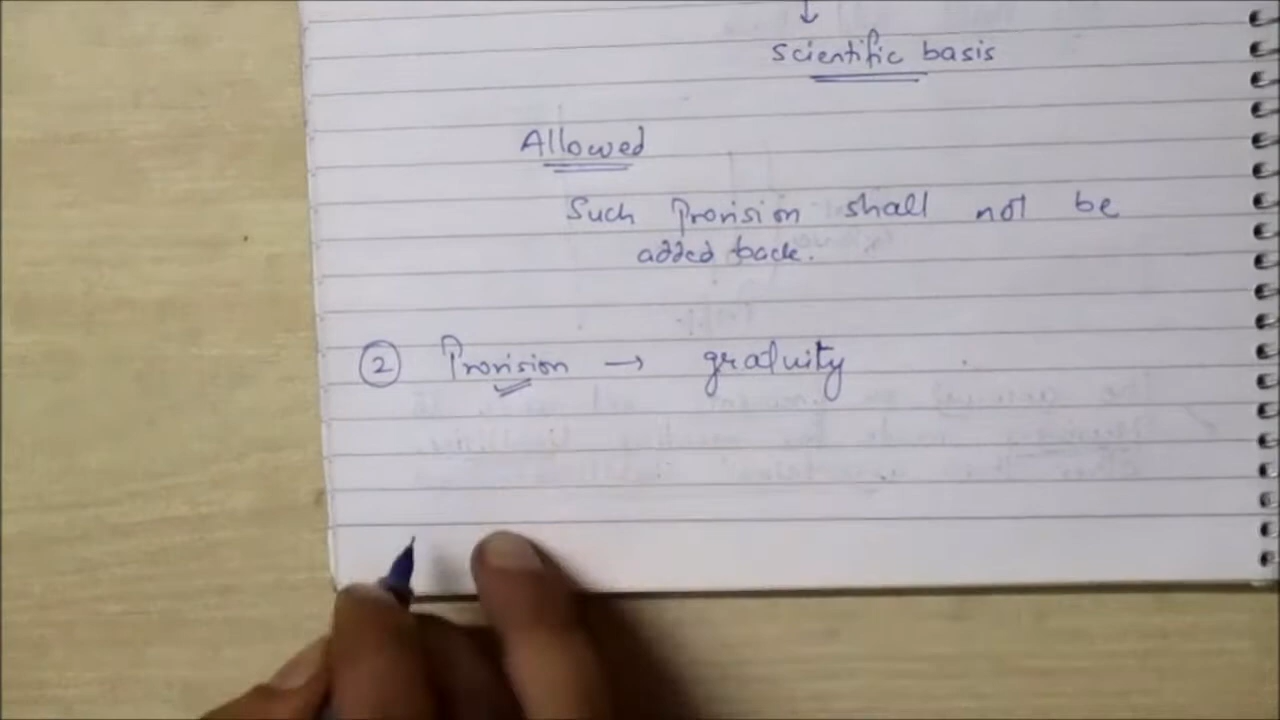 ↓
Scientific basis
Allowed
Such Provision shall not be
added back.
② Provision → gratuity